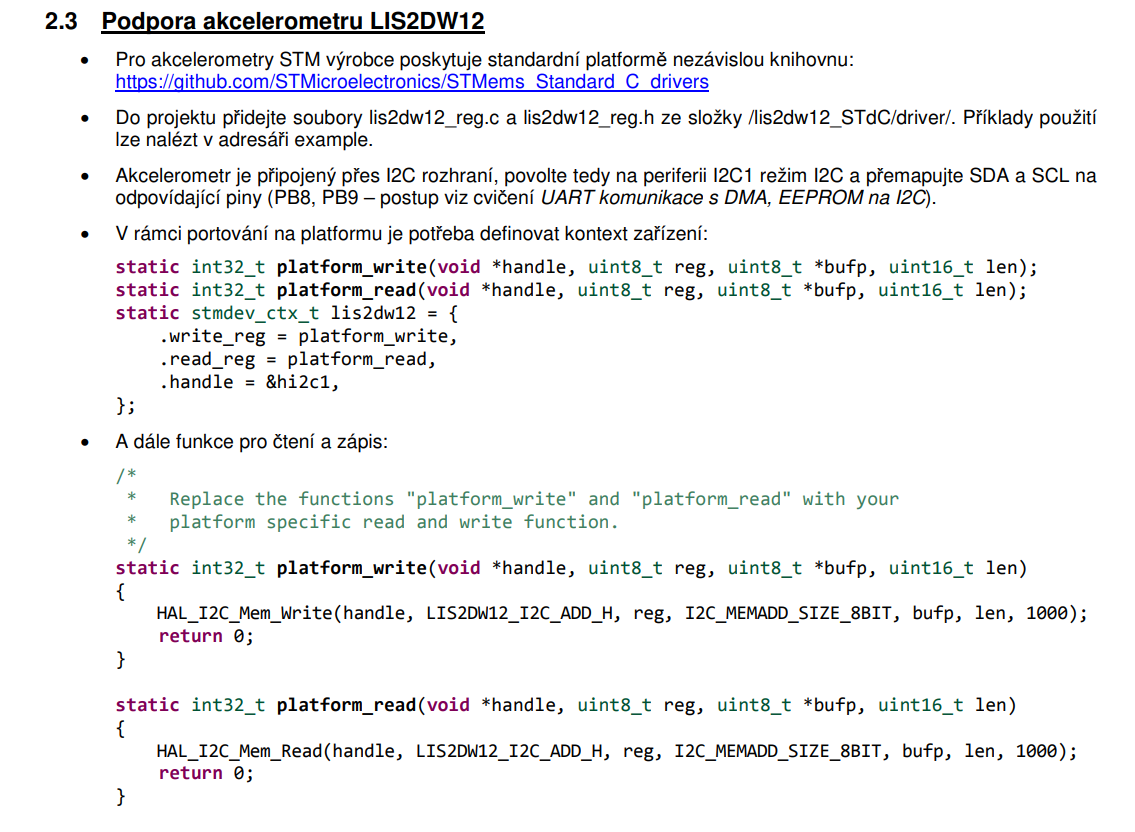 2.3 Podpora akcelerometru LIS2DW12
• Pro akcelerometry STM výrobce poskytuje standardní platformě nezávislou knihovnu:
https://github.com/STMicroelectronics/STMems_Standard_C_drivers
• Do projektu přidejte soubory lis2dw12_reg.c a lis2dw12_reg.h ze složky /lis2dw12_STdC/driver/. Příklady použití
lze nalézt v adresáři example.
• Akcelerometr je připojený přes I2C rozhraní, povolte tedy na periferii I2C1 režim I2C a přemapujte SDA a SCL na
odpovídající piny (PB8, PB9 – postup viz cvičení UART komunikace s DMA, EEPROM na I2C).
• V rámci portování na platformu je potřeba definovat kontext zařízení:
static int32_t platform_write(void *handle, uint8_t reg, uint8_t *bufp, uint16_t len);
static int32_t platform_read(void *handle, uint8_t reg, uint8_t *bufp, uint16_t len);
static stmdev_ctx_t lis2dw12 = {
    .write_reg = platform_write,
    .read_reg = platform_read,
    .handle = &hi2c1,
};
• A dále funkce pro čtení a zápis:
/*
 *   Replace the functions "platform_write" and "platform_read" with your
 *   platform specific read and write function.
 */
static int32_t platform_write(void *handle, uint8_t reg, uint8_t *bufp, uint16_t len)
{
    HAL_I2C_Mem_Write(handle, LIS2DW12_I2C_ADD_H, reg, I2C_MEMADD_SIZE_8BIT, bufp, len, 1000);
    return 0;
}
static int32_t platform_read(void *handle, uint8_t reg, uint8_t *bufp, uint16_t len)
{
    HAL_I2C_Mem_Read(handle, LIS2DW12_I2C_ADD_H, reg, I2C_MEMADD_SIZE_8BIT, bufp, len, 1000);
    return 0;
}